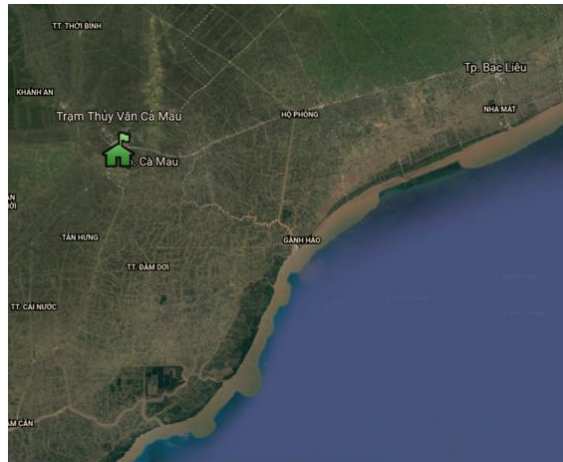 TT. THỚI BÌNH
Tp. Bạc Liêu
KHÁNH AN
NHÀ MÁT
Trạm Thủy Văn Cà Mau
HỘ PHÒNG
Cà Mau
TÂN HƯNG
GÀNH HÀO
TT. ĐẦM DƠI
TT. CÁI NƯỚC
ĂM CĂN